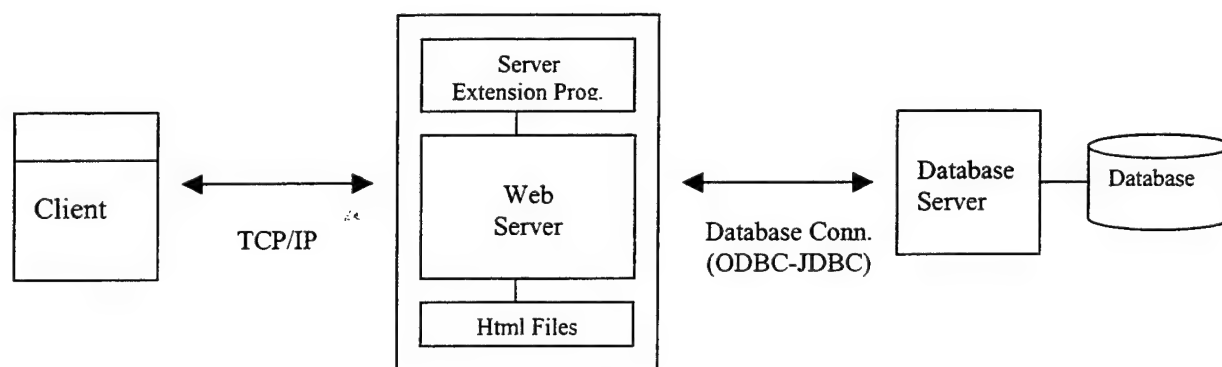 Server
Extension Prog.
Client
TCP/IP
Web
Server
Html Files
Database Conn.
(ODBC-JDBC)
Database
Server
Database